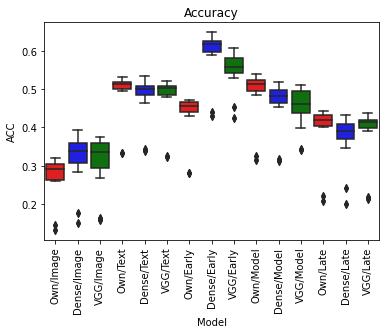 Accuracy
ACC
0.6
0.5
0.4
0.3
0.2
Own/Image
Dense/Image
VGG/Image
Own/Text
Dense/Text
VGG/Text
Own/Early
Dense/Early
VGG/Early
Own/Model
Dense/Model
VGG/Model
Own/Late
Dense/Late
VGG/Late
Model